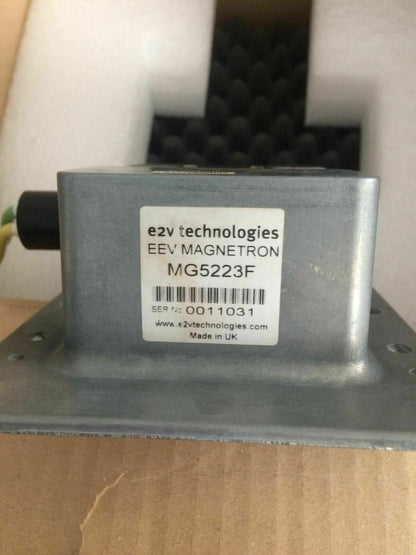 e2v technologies
EEV MAGNETRON
MG5223F
SER No 0011031
www.e2vtechnologies.com
Made in UK